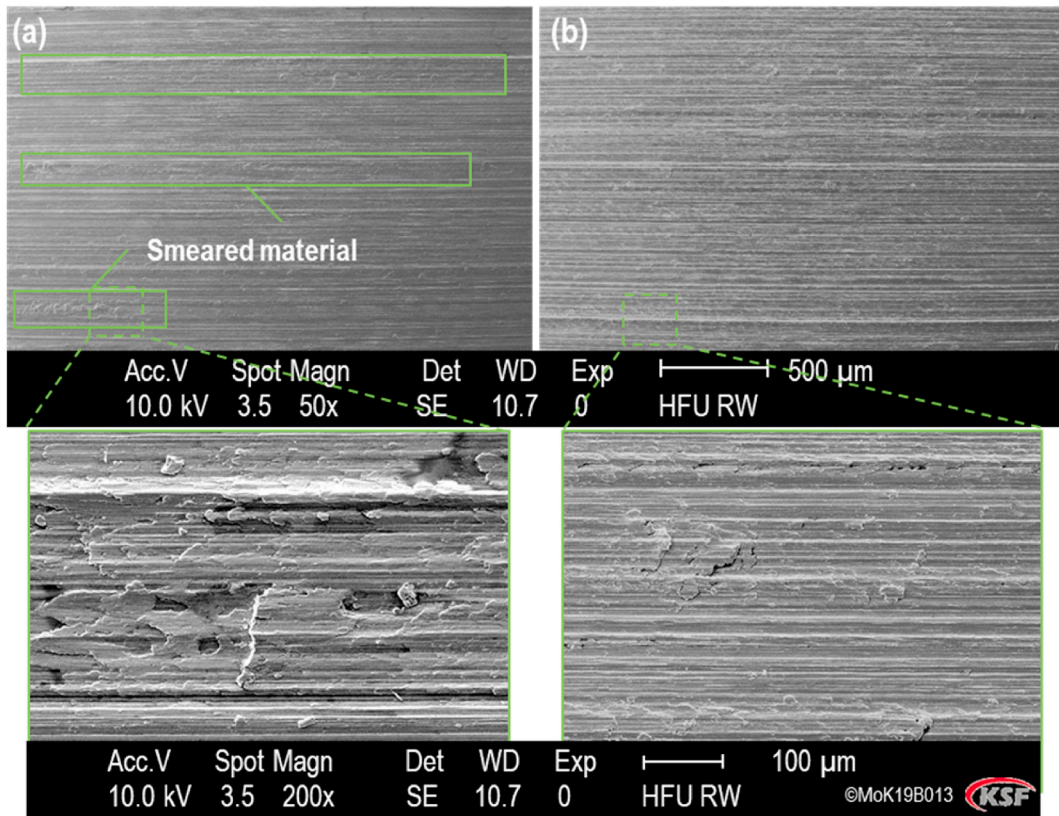 (a)
(b)
Smeared material
Acc.V Spot Magn Det WD Exp 500 µm
10.0 kV 3.5 50x SE 10.7 0 HFU RW
Acc.V Spot Magn Det WD Exp 100 µm
10.0 kV 3.5 200x SE 10.7 0 HFU RW ©MoK19B013 KSF